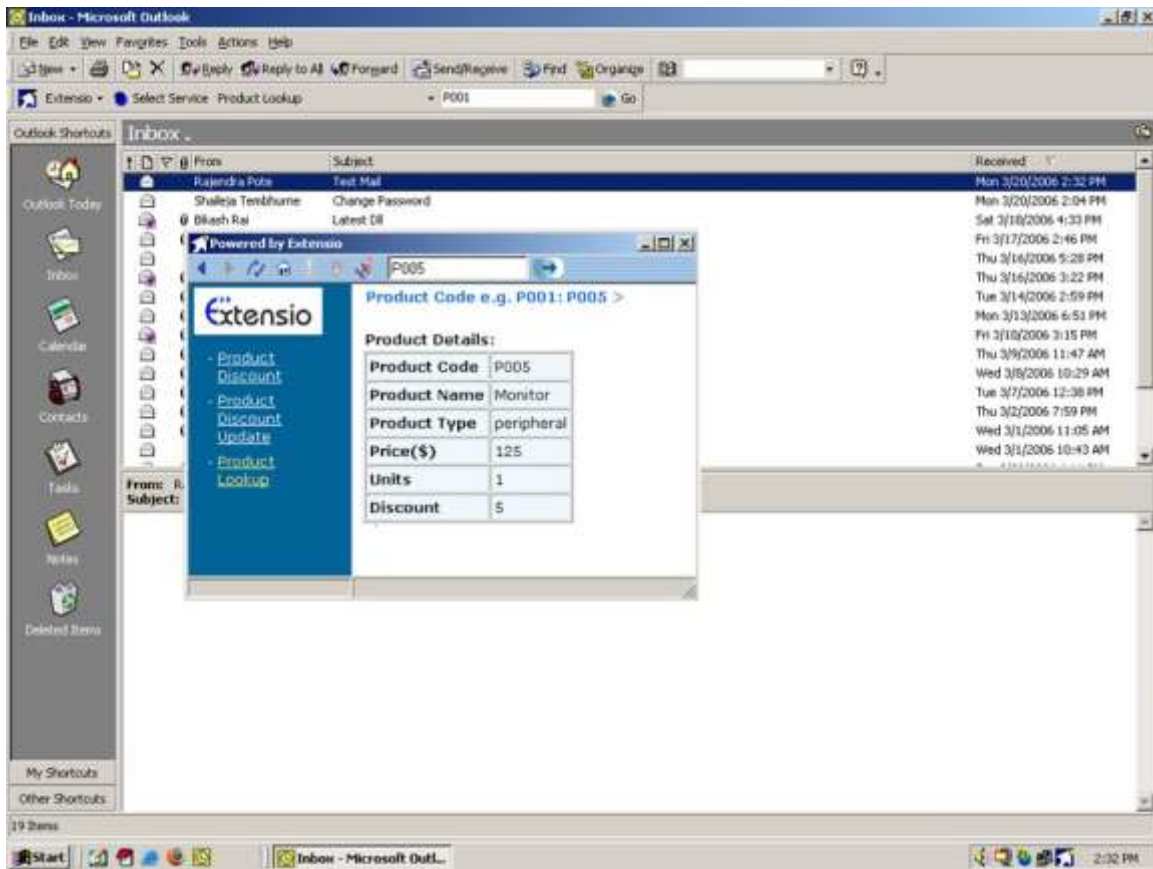 Inbox - Microsoft Outlook
File Edit View Favorites Tools Actions Help
New Reply Reply to All Forward Send/Receive Find Organize
Extensio Select Service Product Lookup P001 Go
Outlook Shortcuts Inbox
From Subject Received
Rajendra Pote Test Mail Mon 3/20/2006 2:32 PM
Shaileja Tembhurne Change Password Mon 3/20/2006 2:04 PM
Bikash Rai Latest Dll Sat 3/18/2006 4:33 PM
Fri 3/17/2006 2:46 PM
Thu 3/16/2006 5:28 PM
Thu 3/16/2006 3:22 PM
Tue 3/14/2006 2:59 PM
Mon 3/13/2006 6:51 PM
Fri 3/10/2006 3:15 PM
Thu 3/9/2006 11:47 AM
Wed 3/8/2006 10:29 AM
Tue 3/7/2006 12:38 PM
Thu 3/2/2006 7:59 PM
Wed 3/1/2006 11:05 AM
Wed 3/1/2006 10:43 AM
Outlook Today
Inbox
Calendar
Contacts
Tasks
Notes
Deleted Items
My Shortcuts
Other Shortcuts
Powered by Extensio
P005
Extensio
- Product Discount
- Product Discount Update
- Product Lookup
Product Code e.g. P001: P005 >
Product Details:
Product Code P005
Product Name Monitor
Product Type peripheral
Price($) 125
Units 1
Discount 5
From: R
Subject:
19 Items
Start Inbox - Microsoft Outl... 2:32 PM